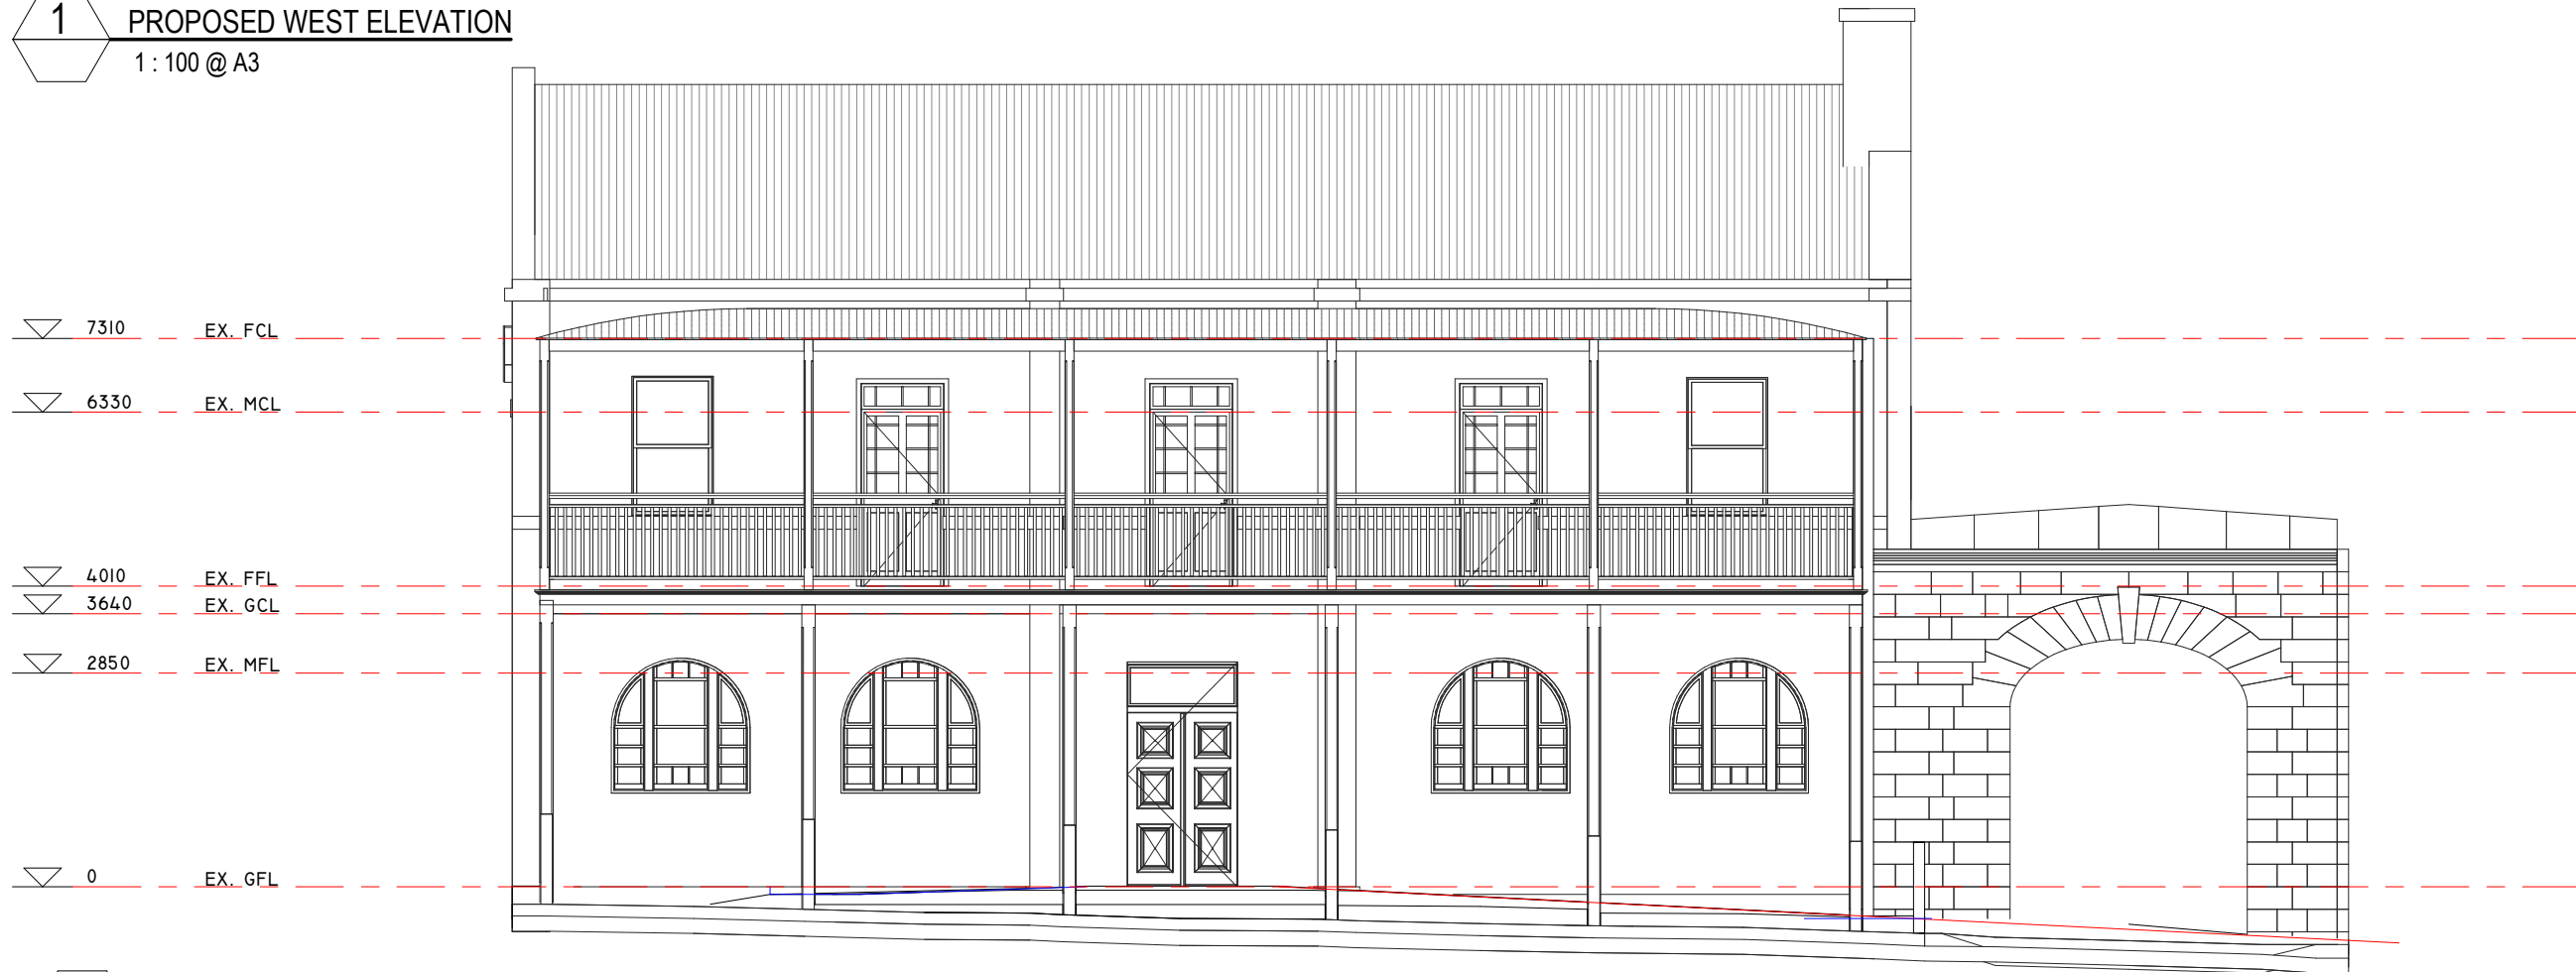 1 PROPOSED WEST ELEVATION
1 : 100 @ A3
7310 EX. FCL
6330 EX. MCL
4010 EX. FFL
3640 EX. GCL
2850 EX. MFL
0 EX. GFL